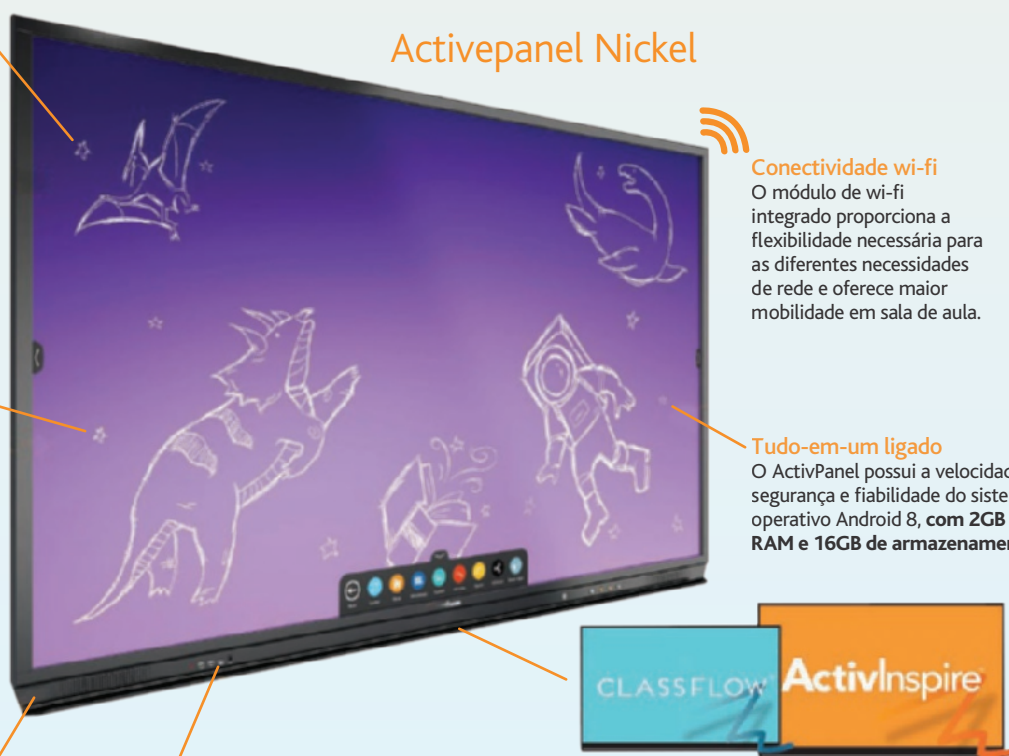 Activepanel Nickel
Conectividade wi-fi
O módulo de wi-fi
integrado proporciona a
flexibilidade necessária para
as diferentes necessidades
de rede e oferece maior
mobilidade em sala de aula.
Tudo-em-um ligado
O ActivPanel possui a velocidad
segurança e fiabilidade do siste
operativo Android 8, com 2GB
RAM e 16GB de armazenamen
CLASSFLOW
ActivInspire